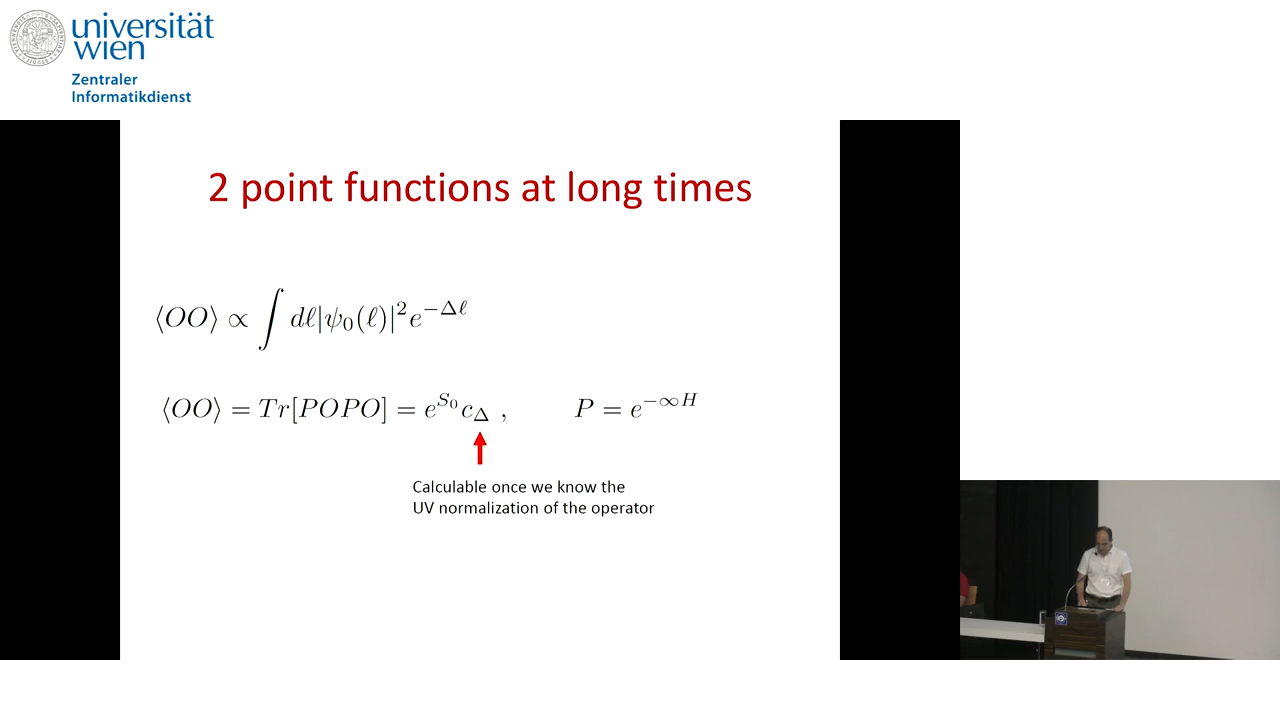 universität
wien
Zentraler
Informatikdienst
2 point functions at long times
⟨OO⟩ ∝ ∫ dℓ|ψ₀(ℓ)|²e^{−Δℓ}
⟨OO⟩ = Tr[POPO] = e^{S₀}c_Δ , P = e^{−∞H}
Calculable once we know the
UV normalization of the operator